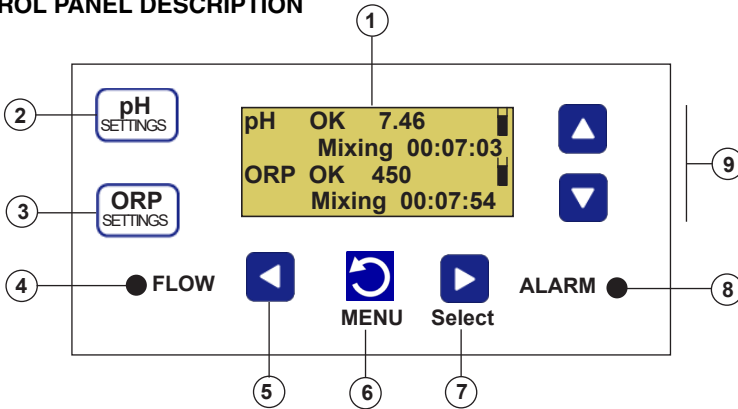 ROL PANEL DESCRIPTION
1
2
pH
SETTINGS
pH OK 7.46
Mixing 00:07:03
ORP OK 450
Mixing 00:07:54
9
3
ORP
SETTINGS
4
FLOW
MENU
Select
ALARM
8
5
6
7